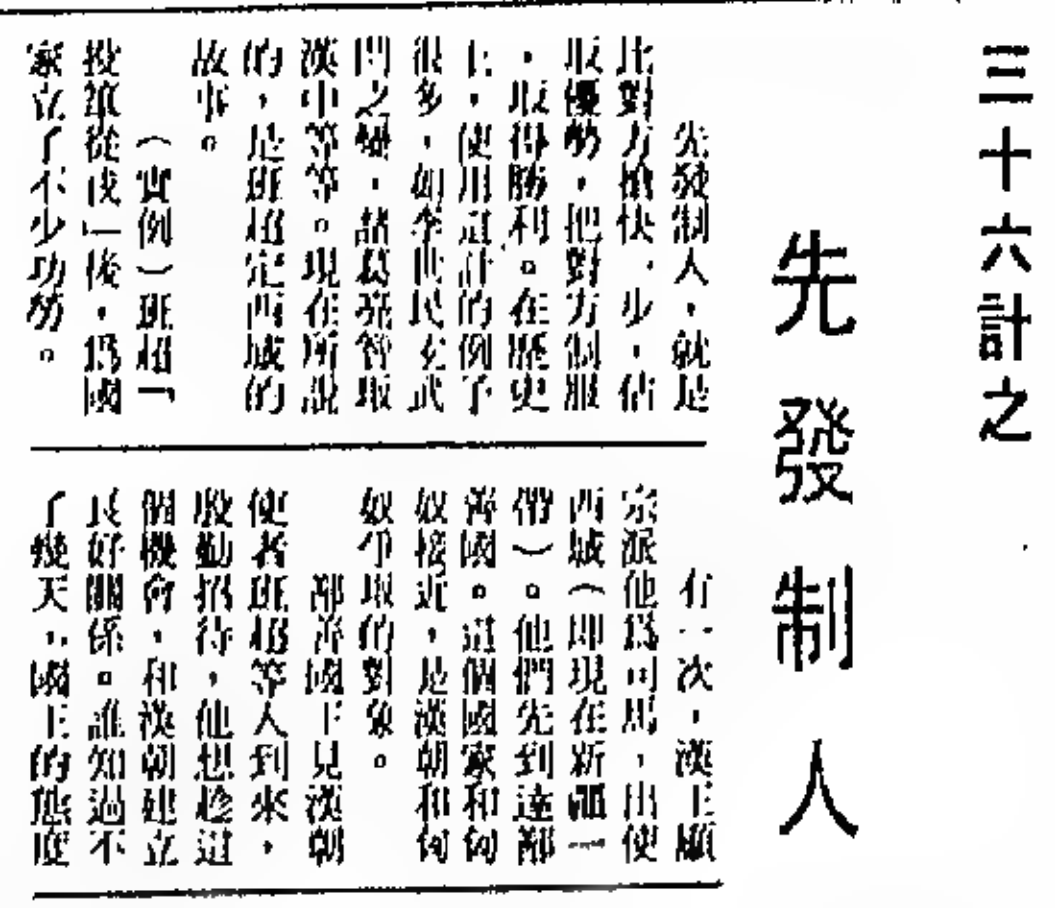 三十六計之
先發制人
先發制人，就是
比對方搶快一步，佔
取優勢，把對方制服
，取得勝利。在歷史
上，使用這計的例子
很多，如李世民玄武
門之變，諸葛亮智取
漢中等等。現在所說
的，是班超定西域的
故事。
（實例）班超「
投筆從戎」後，爲國
家立了不少功勞。
有一次，漢王顯
宗派他爲司馬，出使
西域（即現在新疆一
帶）。他們先到達鄯
善國。這個國家和匈
奴接近，是漢朝和匈
奴爭取的對象。
鄯善國王見漢朝
使者班超等人到來，
殷勤招待，他想趁這
個機會，和漢朝建立
良好關係。誰知過不
了幾天，國王的態度